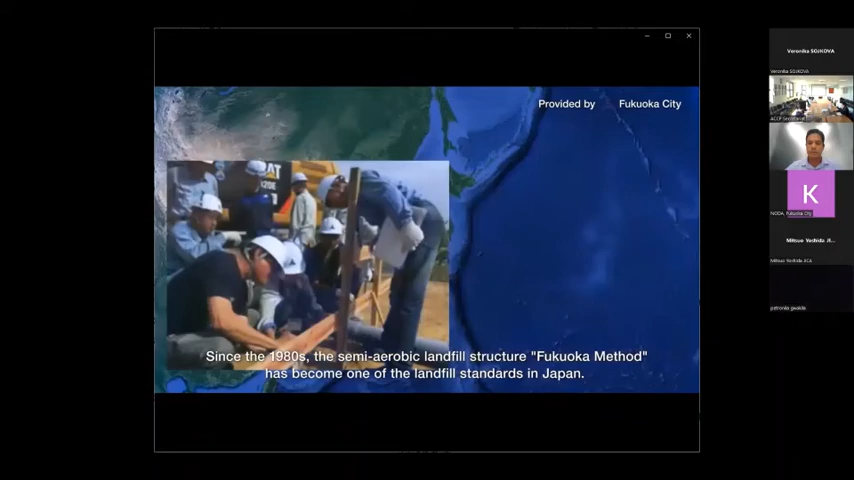 Provided by Fukuoka City
Since the 1980s, the semi-aerobic landfill structure "Fukuoka Method"
has become one of the landfill standards in Japan.
Veronika SOJKOVA
Veronika SOJKOVA
ACCP Secretariat
K
NODA, Fukuoka City
Mitsuo Yoshida JI...
Mitsuo Yoshida JICA
patronila gwakila